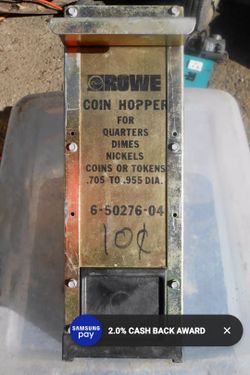 ROWE
COIN HOPPER
FOR
QUARTERS
DIMES
NICKELS
COINS OR TOKENS
.705 TO .955 DIA.
6-50276-04
10¢
SAMSUNG
pay
2.0% CASH BACK AWARD